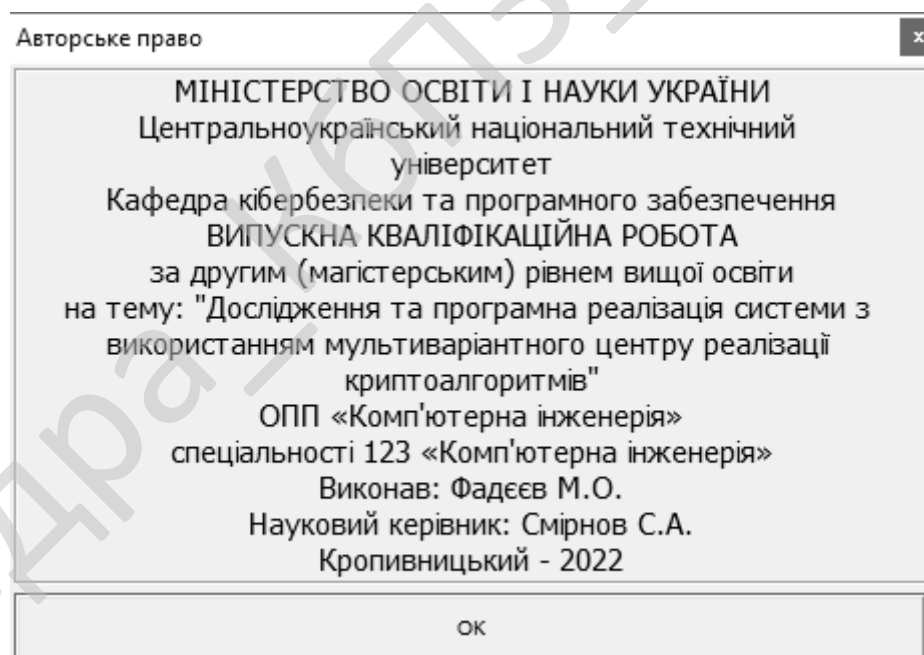 Авторське право
x
МІНІСТЕРСТВО ОСВІТИ І НАУКИ УКРАЇНИ
Центральноукраїнський національний технічний
університет
Кафедра кібербезпеки та програмного забезпечення
ВИПУСКНА КВАЛІФІКАЦІЙНА РОБОТА
за другим (магістерським) рівнем вищої освіти
на тему: "Дослідження та програмна реалізація системи з
використанням мультиваріантного центру реалізації
криптоалгоритмів"
ОПП «Комп'ютерна інженерія»
спеціальності 123 «Комп'ютерна інженерія»
Виконав: Фадєєв М.О.
Науковий керівник: Смірнов С.А.
Кропивницький - 2022
ОК